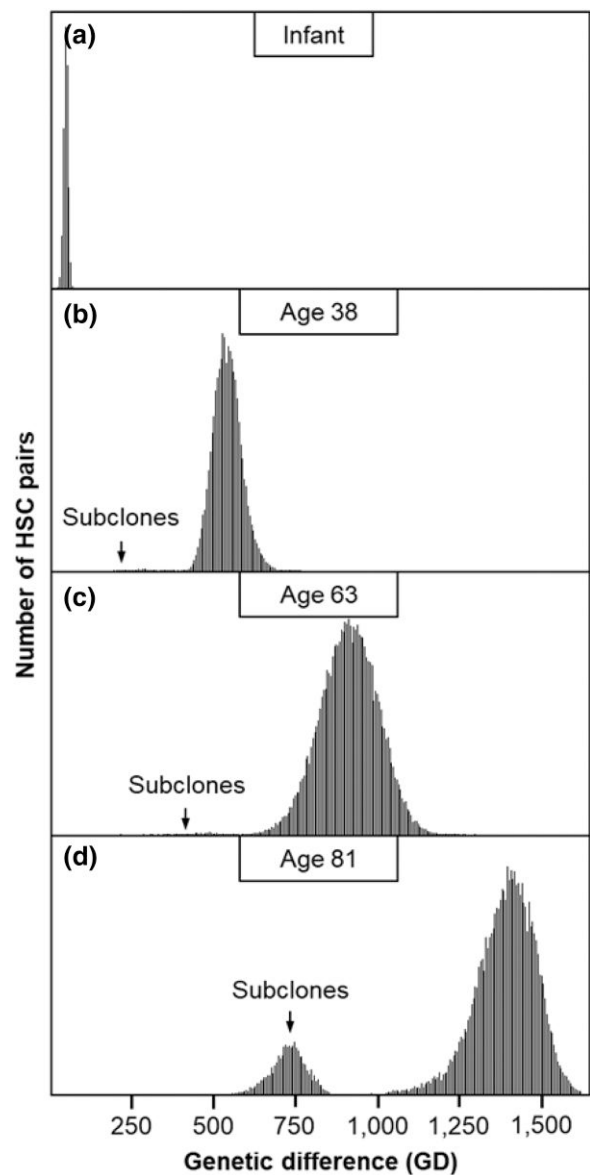 (a)
Infant
(b)
Age 38
Subclones
(c)
Age 63
Subclones
(d)
Age 81
Subclones
Number of HSC pairs
250 500 750 1,000 1,250 1,500
Genetic difference (GD)